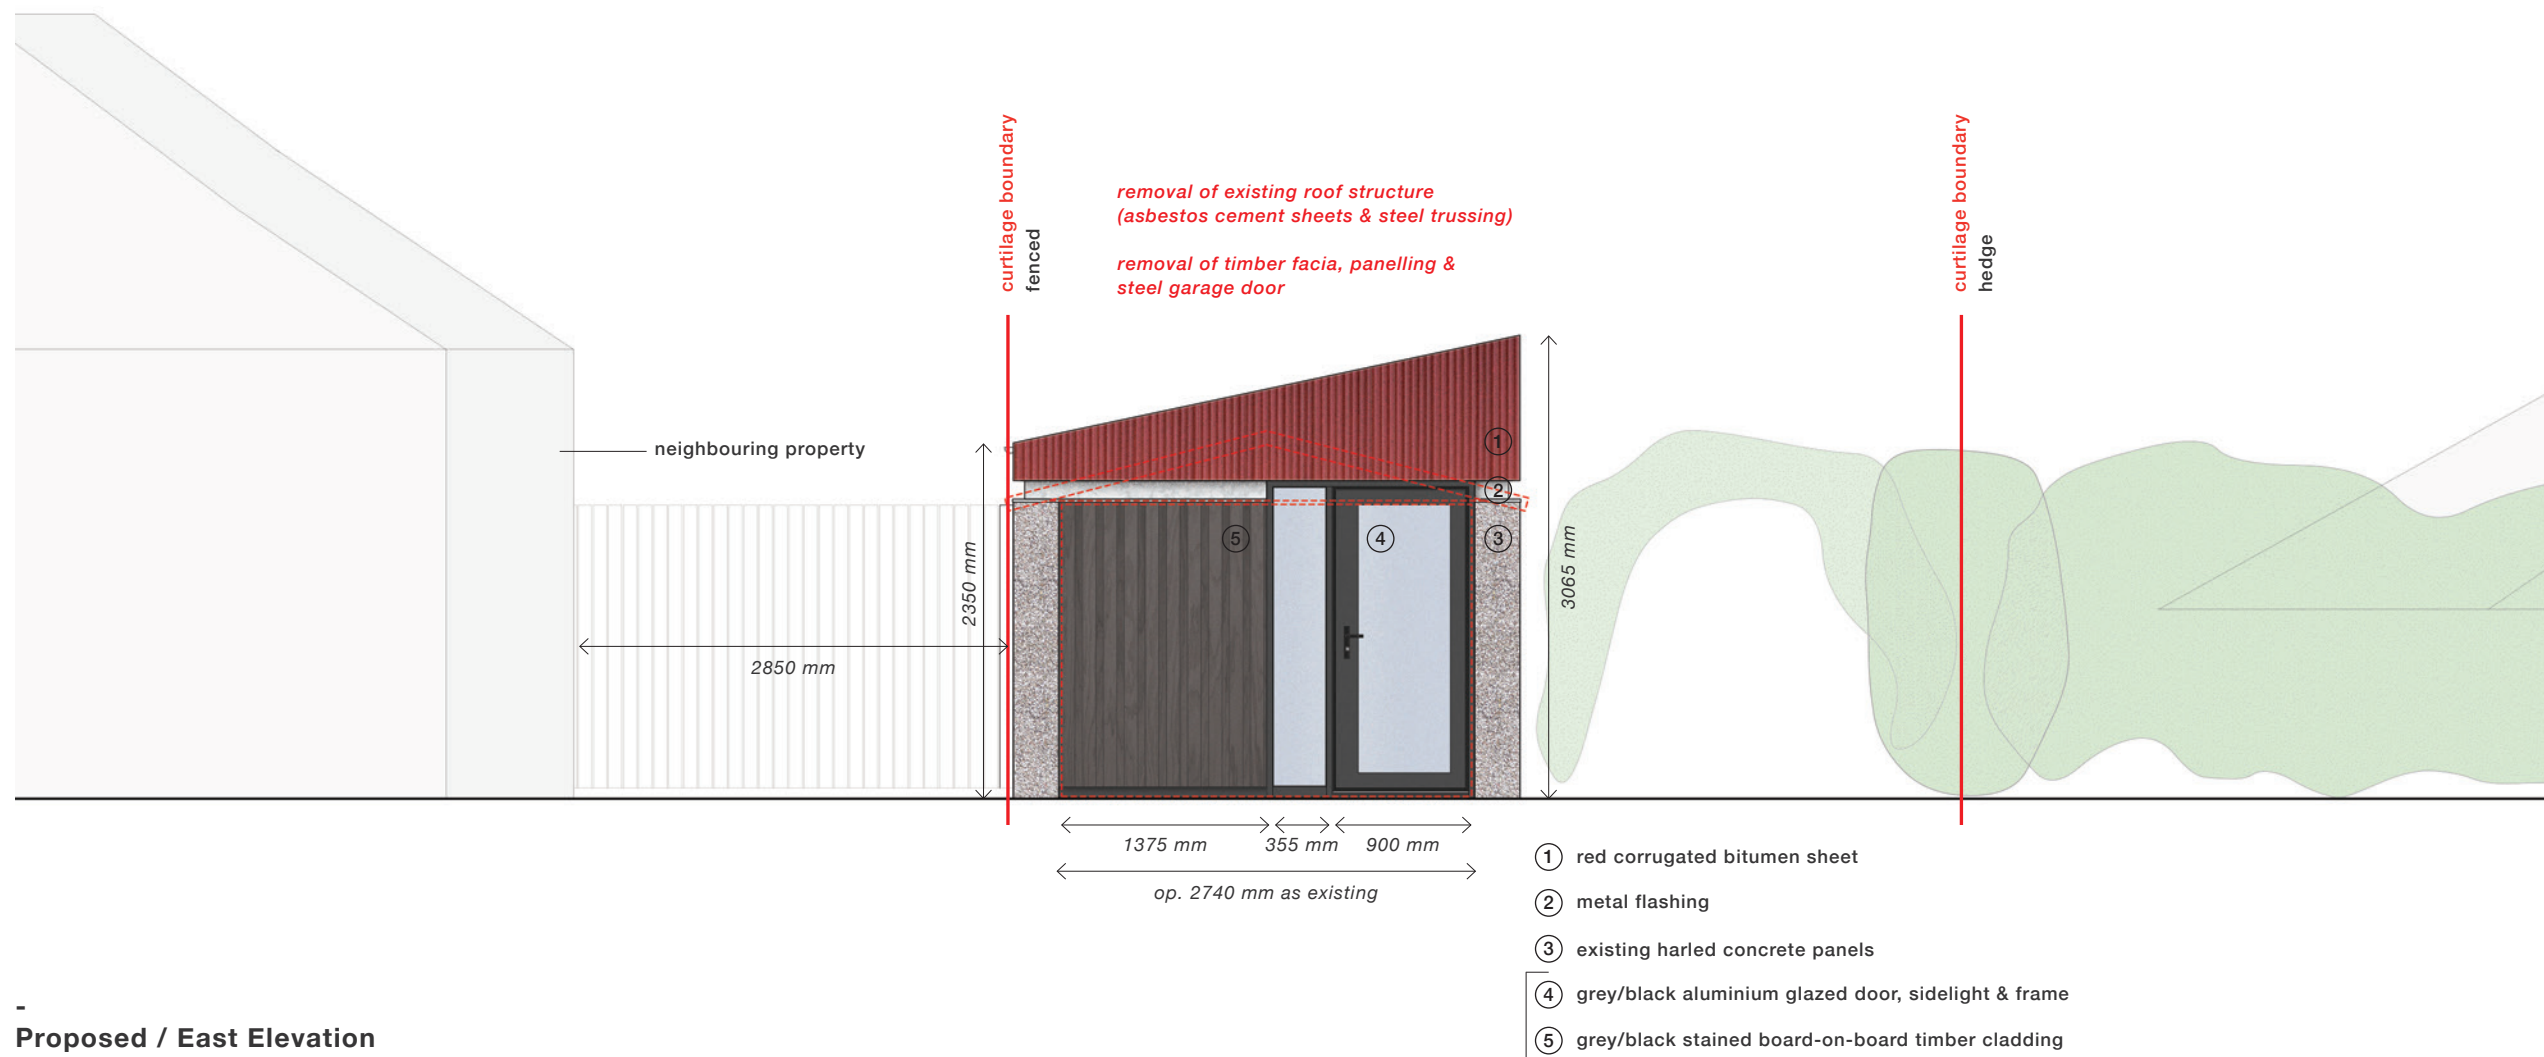 curtilage boundary
fenced
removal of existing roof structure
(asbestos cement sheets & steel trussing)
removal of timber facia, panelling &
steel garage door
curtilage boundary
hedge
neighbouring property
1
2
3
4
5
2350 mm
3065 mm
2850 mm
1375 mm
355 mm
900 mm
op. 2740 mm as existing
1 red corrugated bitumen sheet
2 metal flashing
3 existing harled concrete panels
4 grey/black aluminium glazed door, sidelight & frame
5 grey/black stained board-on-board timber cladding
-
Proposed / East Elevation